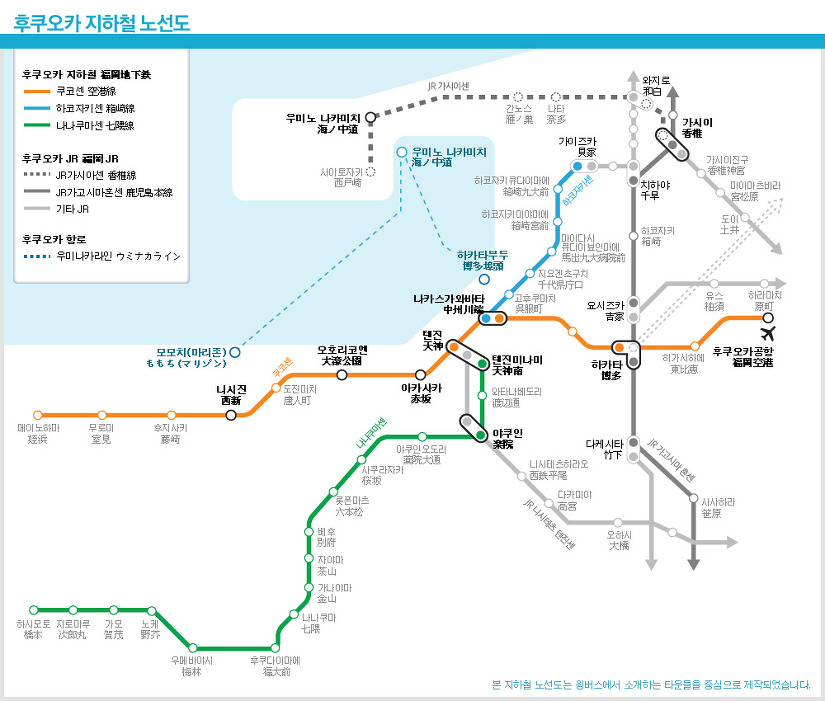 후쿠오카 지하철 노선도
후쿠오카 지하철 福岡地下鉄
쿠코센 空港線
하코자키센 箱崎線
나나쿠마센 七隈線
후쿠오카 JR 福岡 JR
JR가시아센 香椎線
JR가고시마혼센 鹿児島本線
기타 JR
후쿠오카 항로
우미나카라인 ウミナカライン
JR 가시이센
와지로
和白
우미노 나카미치
海ノ中道
간노스
雁ノ巣
나타
奈多
가시이
香椎
사이토자키
西戸崎
우미노 나카미치
海ノ中道
가이즈카
貝家
가시이진구
香椎神宮
하코자키큐다이마에
箱崎九大前
하코자키센
치하야
千早
마이마츠바라
宮松原
하코자키미야마에
箱崎宮前
도이
土井
마이다시
큐다이뵤인마에
馬出九大病院前
하코자키
箱崎
하카타부두
博多埠頭
지요겐초구치
千代県庁口
나카스가와바타
中州川端
고후쿠마치
呉服町
요시즈카
吉家
유스
柚須
하라마치
原町
모모치(마리존)
ももち(マリゾン)
오호리코엔
大濠公園
텐진
天神
텐진미나미
天神南
하카타
博多
히가시히에
東比恵
후쿠오카공항
福岡空港
쿠코센
니시진
西新
도진마치
唐人町
아카사카
赤坂
와타나베도리
渡辺通
메이노하마
姪浜
무로미
室見
후지사키
藤崎
나나쿠마센
야쿠인오도리
薬院大通
야쿠인
楽院
다케시타
竹下
JR 가고시마 혼센
사쿠라자카
桜坂
니시테츠히라오
西鉄平尾
롯폰마츠
六本松
다카미야
高宮
사사하라
笹原
JR 니시테츠 텐진센
베후
別府
오하시
大橋
자야마
茶山
가나야마
金山
나나쿠마
七隈
하시모토
橋本
지로마루
次郎丸
가모
賀茂
노케
野芥
우메바야시
梅林
후쿠다이마에
福大前
본 지하철 노선도는 윙버스에서 소개하는 타운들을 중심으로 제작되었습니다.